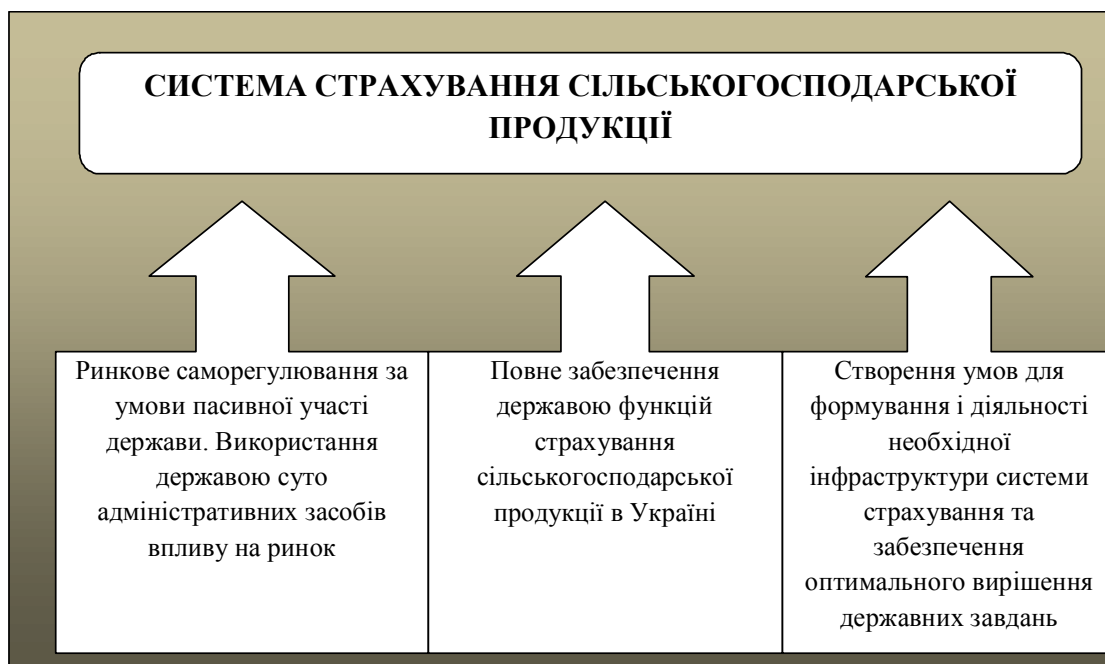 СИСТЕМА СТРАХУВАННЯ СІЛЬСЬКОГОСПОДАРСЬКОЇ
ПРОДУКЦІЇ
Ринкове саморегулювання за
умови пасивної участі
держави. Використання
державою суто
адміністративних засобів
впливу на ринок
Повне забезпечення
державою функцій
страхування
сільськогосподарської
продукції в Україні
Створення умов для
формування і діяльності
необхідної
інфраструктури системи
страхування та
забезпечення
оптимального вирішення
державних завдань